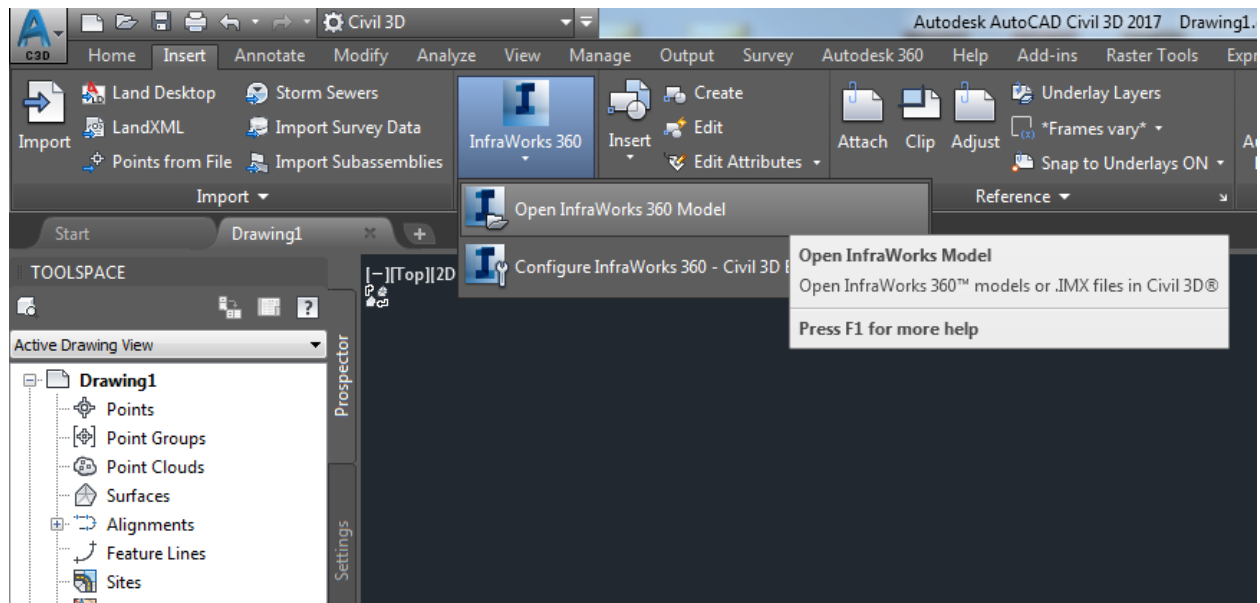 Civil 3D
Autodesk AutoCAD Civil 3D 2017 Drawing1.
C3D
Home Insert Annotate Modify Analyze View Manage Output Survey Autodesk 360 Help Add-ins Raster Tools Expr
Import
Land Desktop
LandXML
Points from File
Storm Sewers
Import Survey Data
Import Subassemblies
Import
InfraWorks 360
Insert
Create
Edit
Edit Attributes
Attach
Clip
Adjust
Underlay Layers
*Frames vary*
Snap to Underlays ON
Reference
Open InfraWorks 360 Model
Configure InfraWorks 360 - Civil 3D
Open InfraWorks Model
Open InfraWorks 360™ models or .IMX files in Civil 3D®
Press F1 for more help
Start
Drawing1
TOOLSPACE
[−][Top][2D
Active Drawing View
Prospector
Settings
Drawing1
Points
Point Groups
Point Clouds
Surfaces
Alignments
Feature Lines
Sites